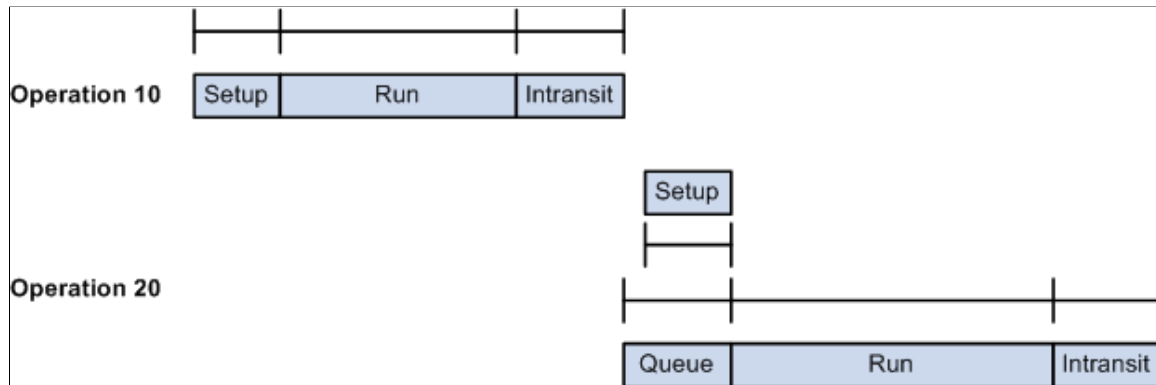 Operation 10
Setup
Run
Intransit
Setup
Operation 20
Queue
Run
Intransit